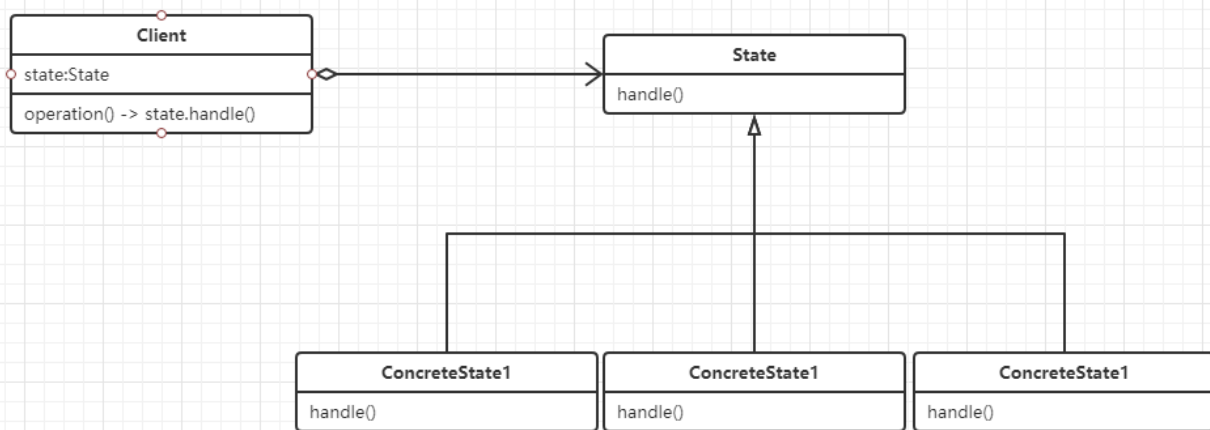 Client
state:State
operation() -> state.handle()
State
handle()
ConcreteState1
handle()
ConcreteState1
handle()
ConcreteState1
handle()